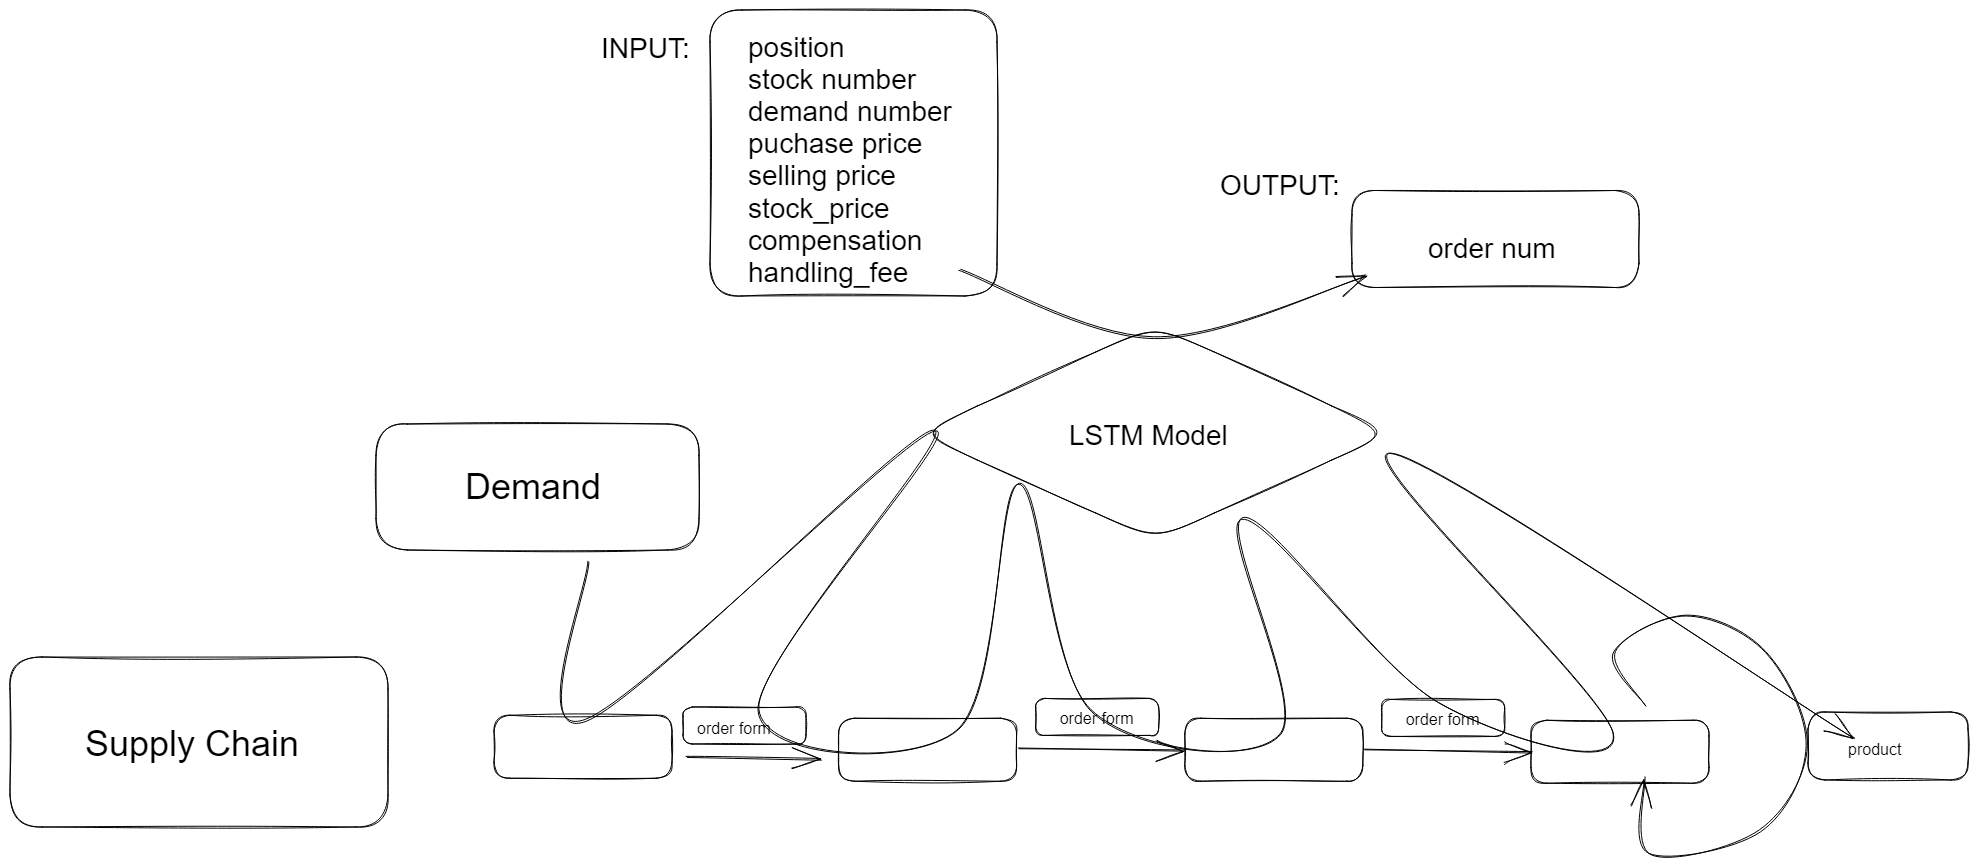 INPUT:
position
stock number
demand number
puchase price
selling price
stock_price
compensation
handling_fee
OUTPUT:
order num
LSTM Model
Demand
Supply Chain
order form
order form
order form
product